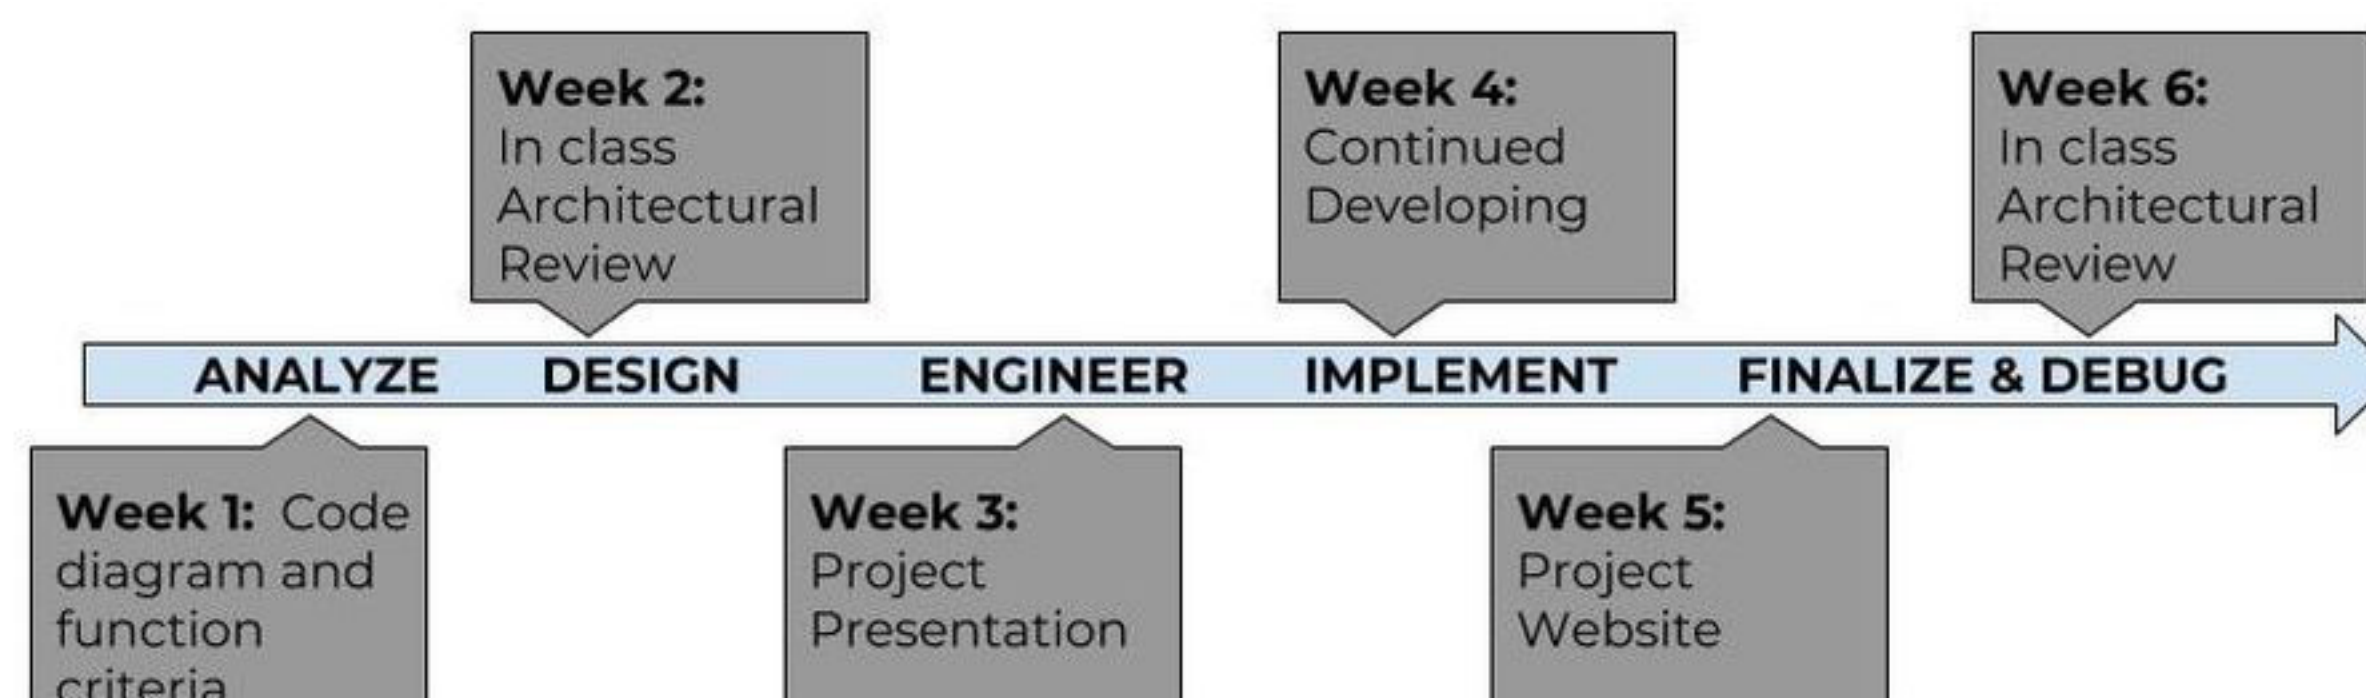 Week 2:
In class
Architectural
Review
Week 4:
Continued
Developing
Week 6:
In class
Architectural
Review
ANALYZE DESIGN ENGINEER IMPLEMENT FINALIZE & DEBUG
Week 1: Code
diagram and
function
criteria
Week 3:
Project
Presentation
Week 5:
Project
Website